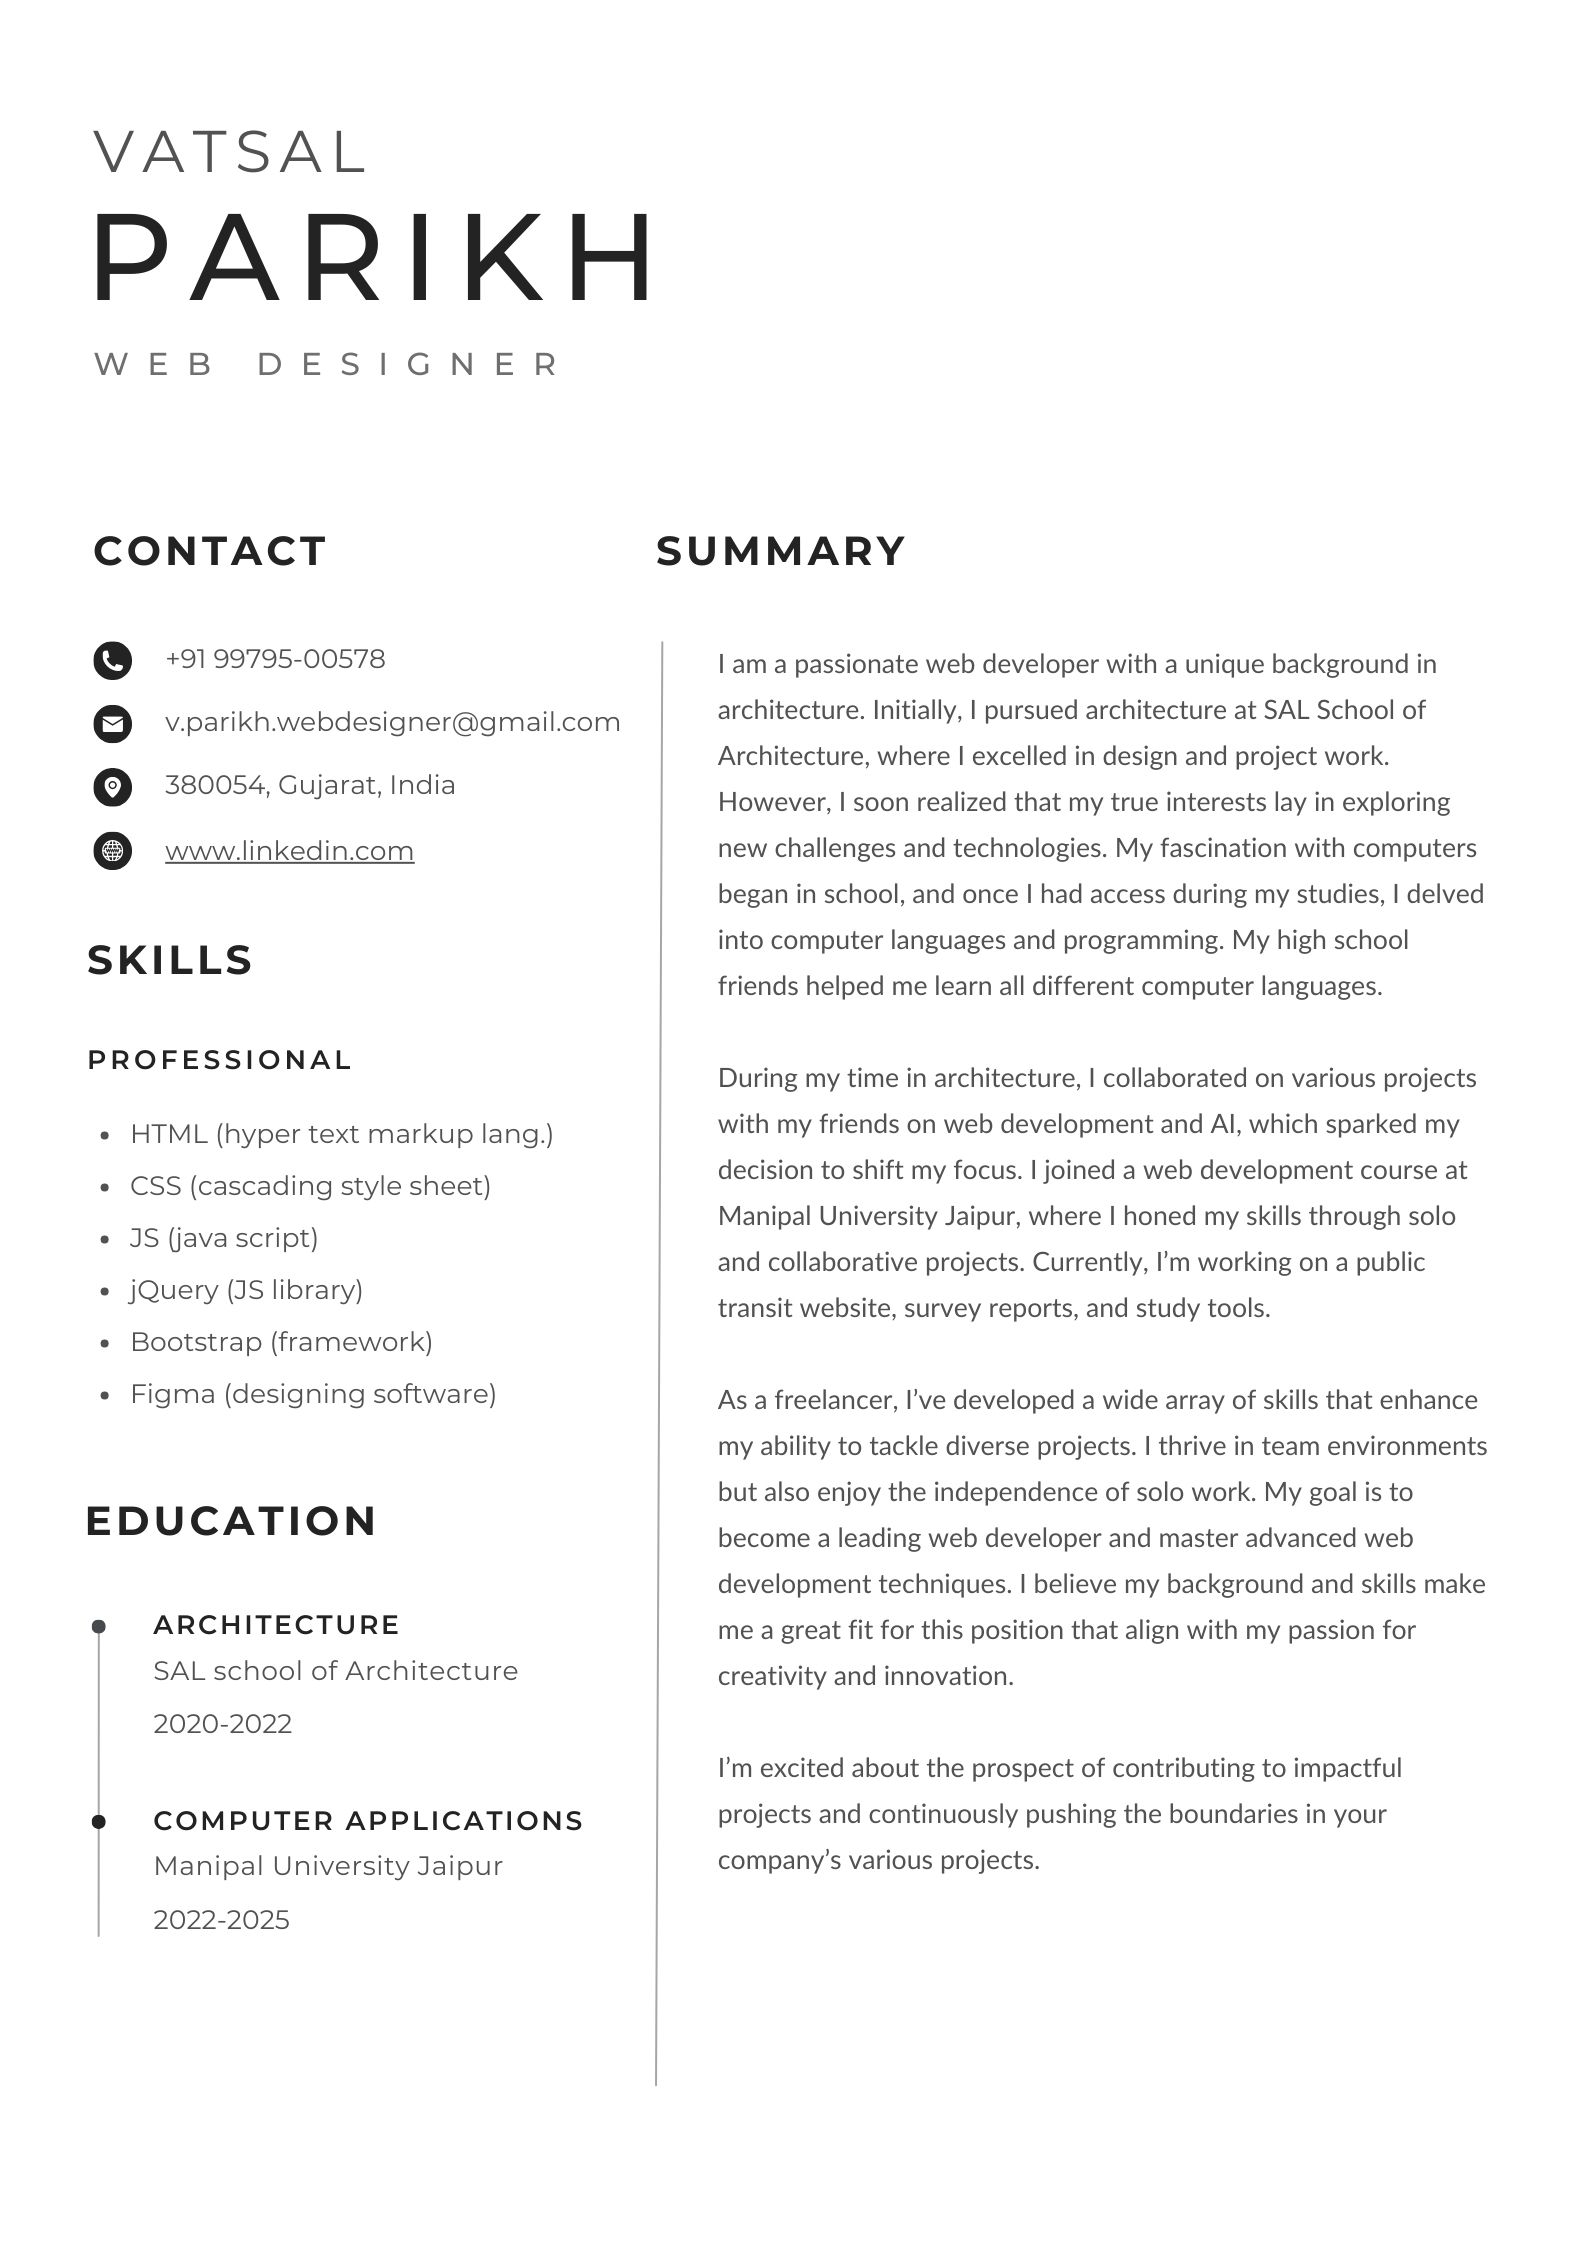 VATSAL
PARIKH
WEB DESIGNER
CONTACT
+91 99795-00578
v.parikh.webdesigner@gmail.com
380054, Gujarat, India
www.linkedin.com
SKILLS
PROFESSIONAL
• HTML (hyper text markup lang.)
• CSS (cascading style sheet)
• JS (java script)
• jQuery (JS library)
• Bootstrap (framework)
• Figma (designing software)
EDUCATION
ARCHITECTURE
SAL school of Architecture
2020-2022
COMPUTER APPLICATIONS
Manipal University Jaipur
2022-2025
SUMMARY
I am a passionate web developer with a unique background in
architecture. Initially, I pursued architecture at SAL School of
Architecture, where I excelled in design and project work.
However, I soon realized that my true interests lay in exploring
new challenges and technologies. My fascination with computers
began in school, and once I had access during my studies, I delved
into computer languages and programming. My high school
friends helped me learn all different computer languages.
During my time in architecture, I collaborated on various projects
with my friends on web development and AI, which sparked my
decision to shift my focus. I joined a web development course at
Manipal University Jaipur, where I honed my skills through solo
and collaborative projects. Currently, I’m working on a public
transit website, survey reports, and study tools.
As a freelancer, I’ve developed a wide array of skills that enhance
my ability to tackle diverse projects. I thrive in team environments
but also enjoy the independence of solo work. My goal is to
become a leading web developer and master advanced web
development techniques. I believe my background and skills make
me a great fit for this position that align with my passion for
creativity and innovation.
I’m excited about the prospect of contributing to impactful
projects and continuously pushing the boundaries in your
company’s various projects.